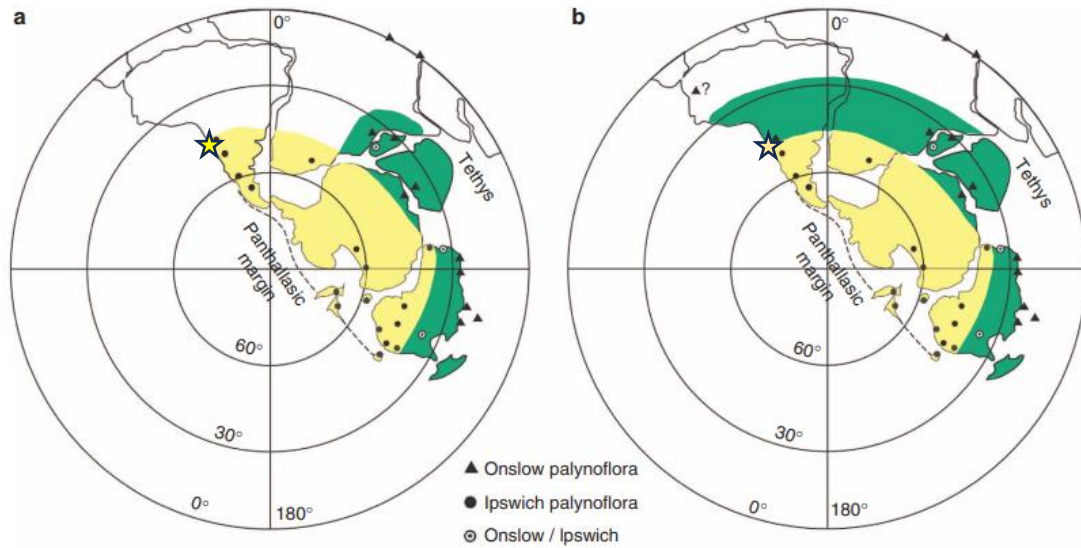 a
0°
Tethys
Panthallasic
margin
60°
30°
0°
180°
b
0°
?
Tethys
Panthallasic
margin
60°
30°
0°
180°
Onslow palynoflora
Ipswich palynoflora
Onslow / Ipswich